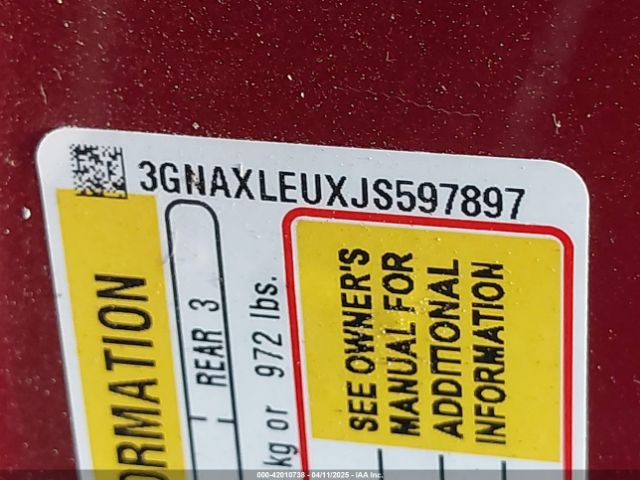 3GNAXLEUXJS597897
ORMATION
REAR 3
kg or 972 lbs.
SEE OWNER'S
MANUAL FOR
ADDITIONAL
INFORMATION
000-42010738 - 04/11/2025 - IAA Inc.